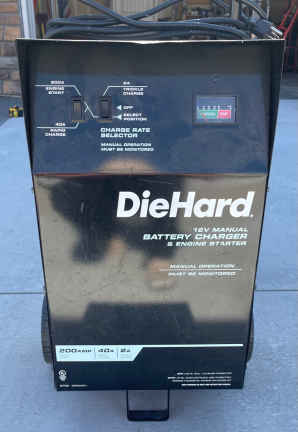 200A
ENGINE
START
2A
TRICKLE
CHARGE
OFF
SELECT
POSITION
40A
RAPID
CHARGE
CHARGE RATE
SELECTOR
MANUAL OPERATION
MUST BE MONITORED
DieHard
12V MANUAL
BATTERY CHARGER
& ENGINE STARTER
MANUAL OPERATION
MUST BE MONITORED
200AMP 40A 2A